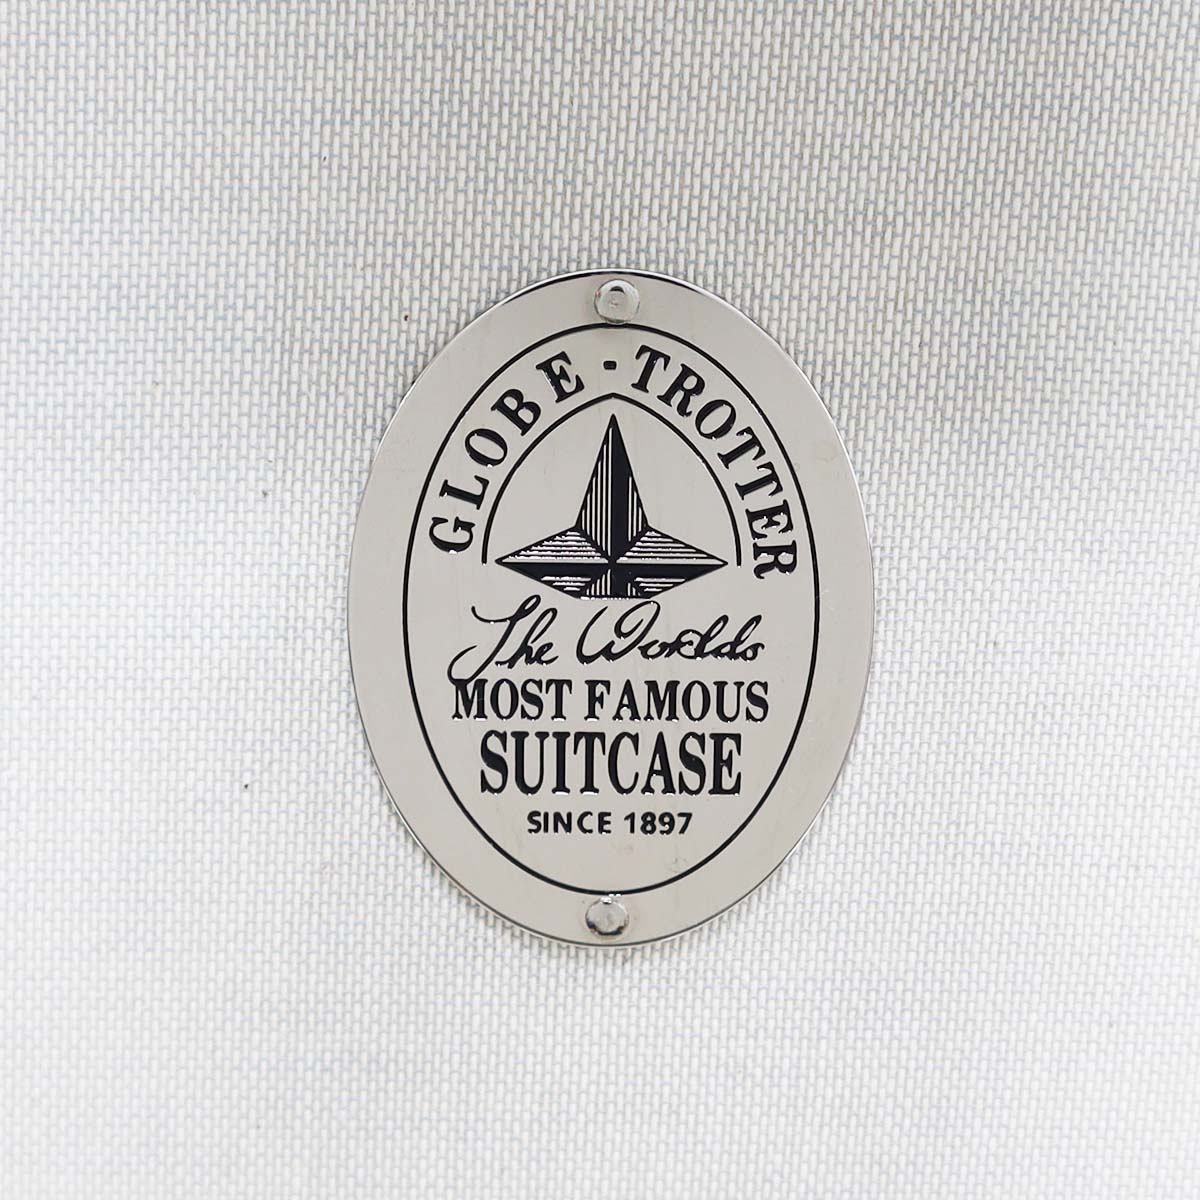 GLOBE-TROTTER
The Worlds
MOST FAMOUS
SUITCASE
SINCE 1897